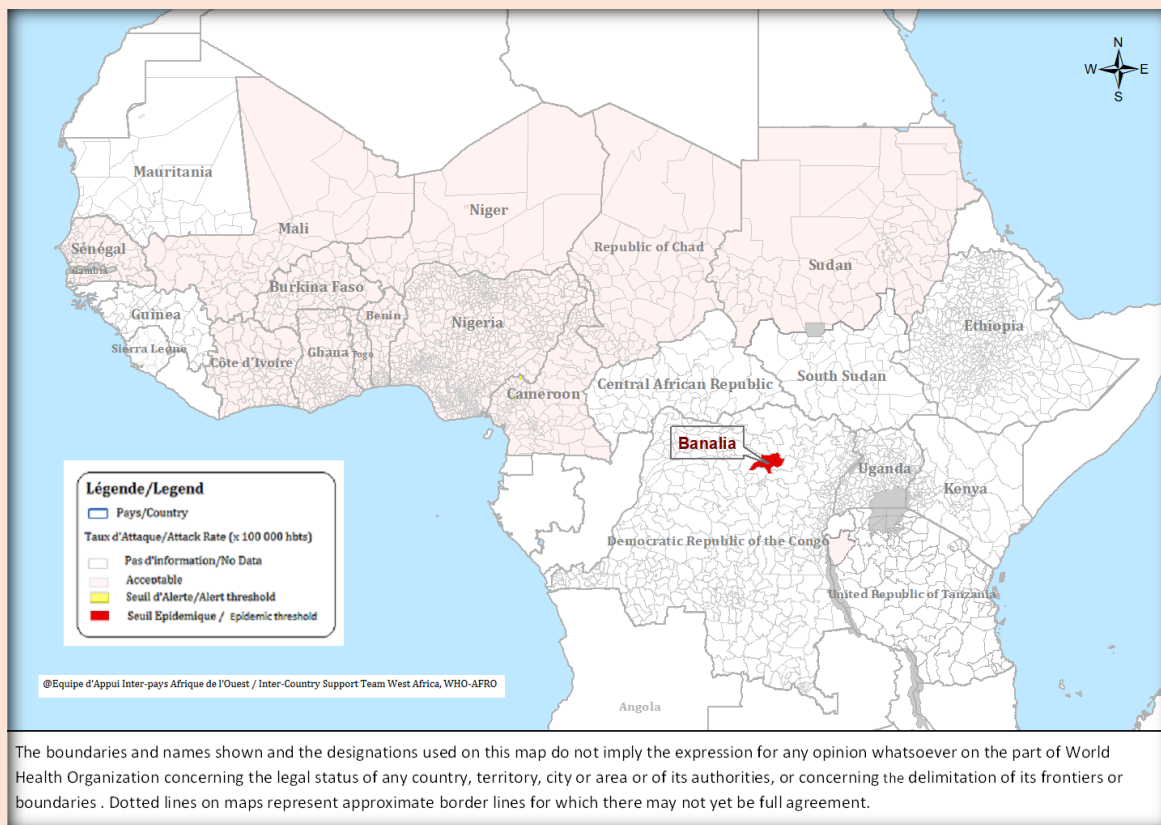 N
W E
S
Mauritania
Mali
Niger
Republic of Chad
Sudan
Sénégal
Gambia
Burkina Faso
Guinea
Benin
Nigeria
Ethiopia
Sierra Leone
Côte d'Ivoire
Ghana
Togo
Cameroon
Central African Republic
South Sudan
Banalia
Uganda
Kenya
Democratic Republic of the Congo
United Republic of Tanzania
Angola
Légende/Legend
Pays/Country
Taux d'Attaque/Attack Rate (x 100 000 hbts)
Pas d'information/No Data
Acceptable
Seuil d'Alerte/Alert threshold
Seuil Epidemique / Epidemic threshold
@Equipe d'Appui Inter-pays Afrique de l'Ouest / Inter-Country Support Team West Africa, WHO-AFRO
The boundaries and names shown and the designations used on this map do not imply the expression for any opinion whatsoever on the part of World
Health Organization concerning the legal status of any country, territory, city or area or of its authorities, or concerning the delimitation of its frontiers or
boundaries . Dotted lines on maps represent approximate border lines for which there may not yet be full agreement.